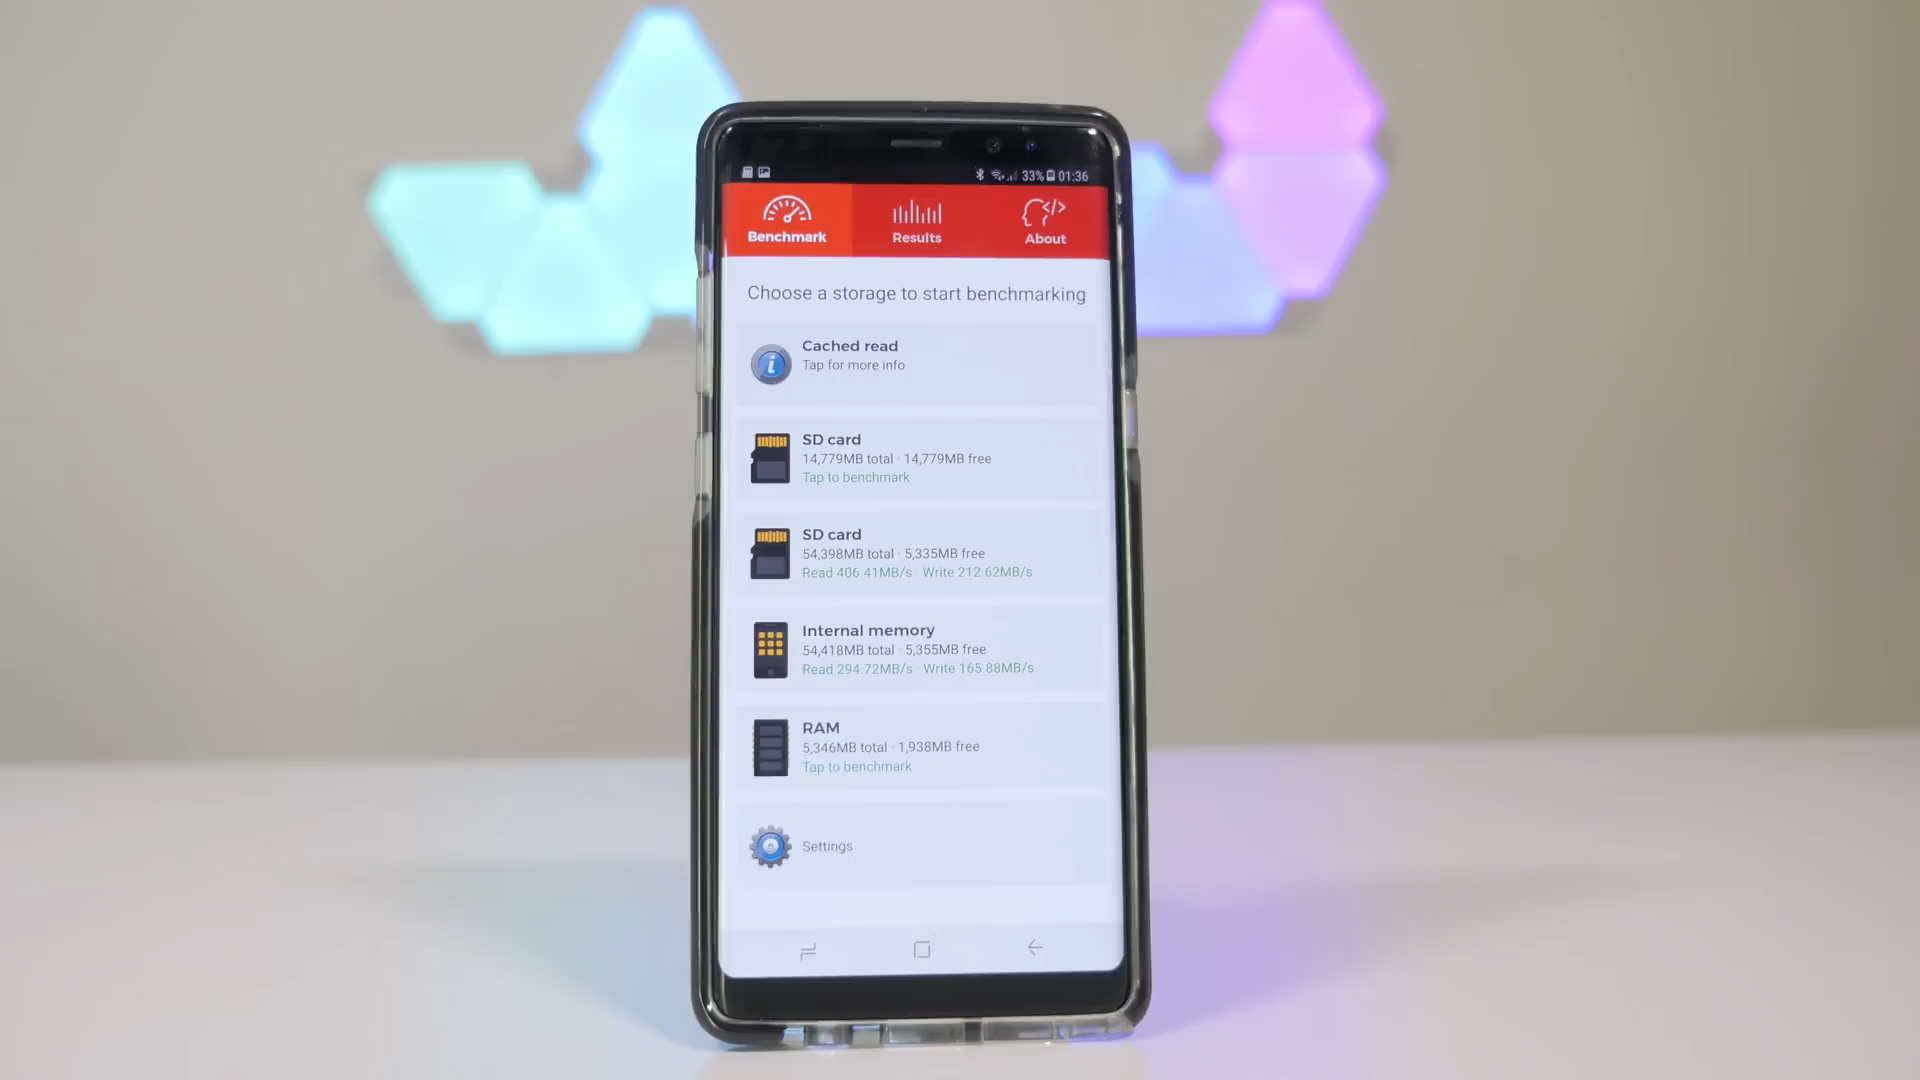 33% 01:36
Benchmark Results About
Choose a storage to start benchmarking
Cached read
Tap for more info
SD card
14,779MB total · 14,779MB free
Tap to benchmark
SD card
54,398MB total · 5,335MB free
Read 406.41MB/s · Write 212.62MB/s
Internal memory
54,418MB total · 5,355MB free
Read 294.72MB/s · Write 165.88MB/s
RAM
5,346MB total · 1,938MB free
Tap to benchmark
Settings